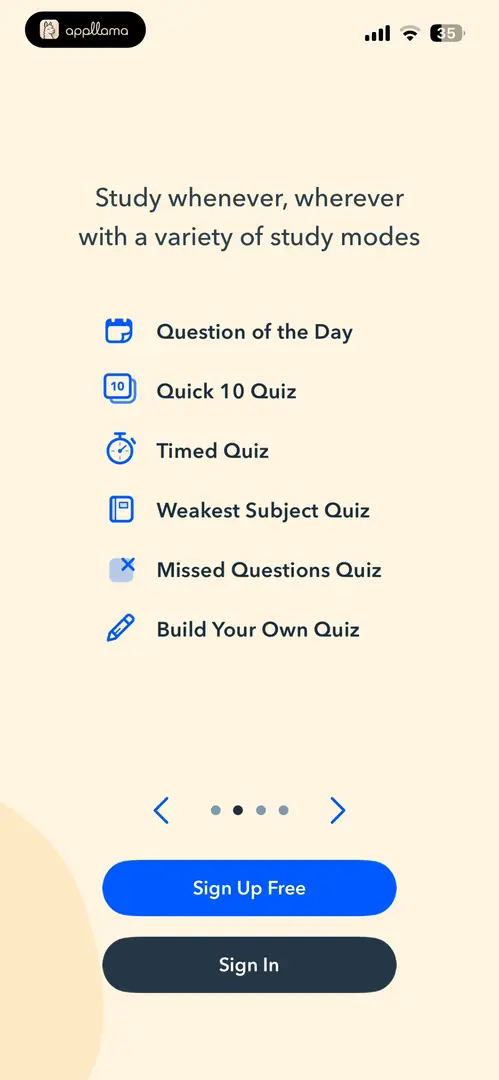 appllama
35
Study whenever, wherever
with a variety of study modes
Question of the Day
10
Quick 10 Quiz
Timed Quiz
Weakest Subject Quiz
Missed Questions Quiz
Build Your Own Quiz
Sign Up Free
Sign In